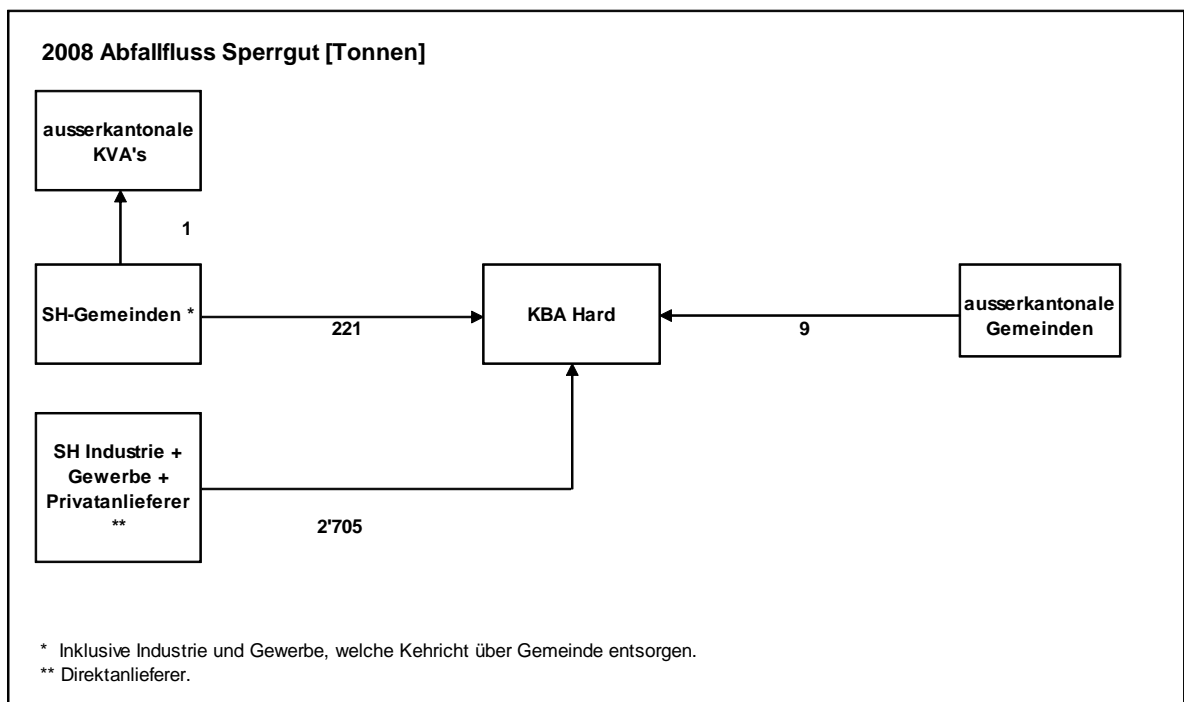 2008 Abfallfluss Sperrgut [Tonnen]
ausserkantonale
KVA's
1
SH-Gemeinden *
221
KBA Hard
9
ausserkantonale
Gemeinden
SH Industrie +
Gewerbe +
Privatanlieferer
**
2'705
* Inklusive Industrie und Gewerbe, welche Kehricht über Gemeinde entsorgen.
** Direktanlieferer.